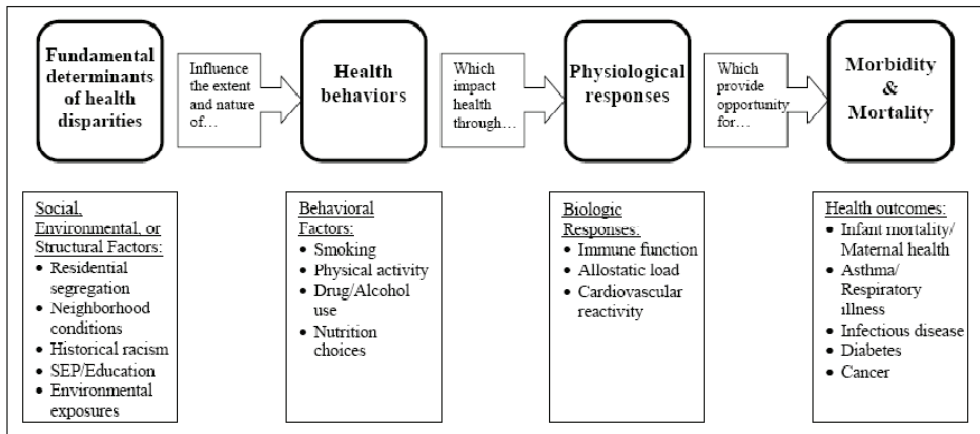 Fundamental
determinants
of health
disparities
Influence
the extent
and nature
of…
Health
behaviors
Which
impact
health
through…
Physiological
responses
Which
provide
opportunity
for…
Morbidity
&
Mortality
Social,
Environmental, or
Structural Factors:
• Residential
segregation
• Neighborhood
conditions
• Historical racism
• SEP/Education
• Environmental
exposures
Behavioral
Factors:
• Smoking
• Physical activity
• Drug/Alcohol
use
• Nutrition
choices
Biologic
Responses:
• Immune function
• Allostatic load
• Cardiovascular
reactivity
Health outcomes:
• Infant mortality/
Maternal health
• Asthma/
Respiratory
illness
• Infectious disease
• Diabetes
• Cancer